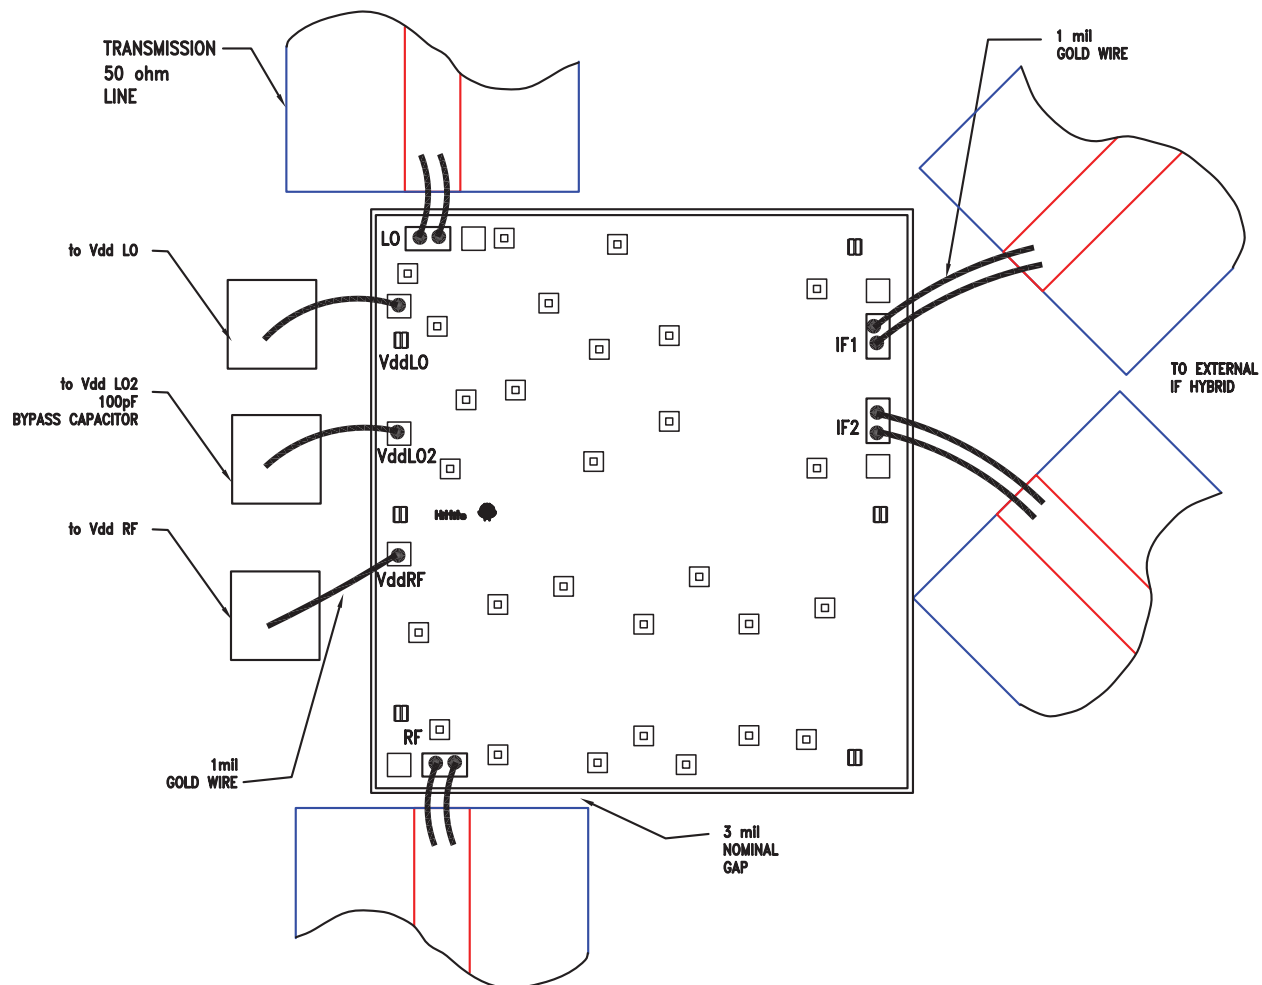 TRANSMISSION
50 ohm
LINE
1 mil
GOLD WIRE
LO
to Vdd LO
VddLO
IF1
TO EXTERNAL
IF HYBRID
to Vdd LO2
100pF
BYPASS CAPACITOR
VddLO2
IF2
Hittite
to Vdd RF
VddRF
RF
1mil
GOLD WIRE
3 mil
NOMINAL
GAP